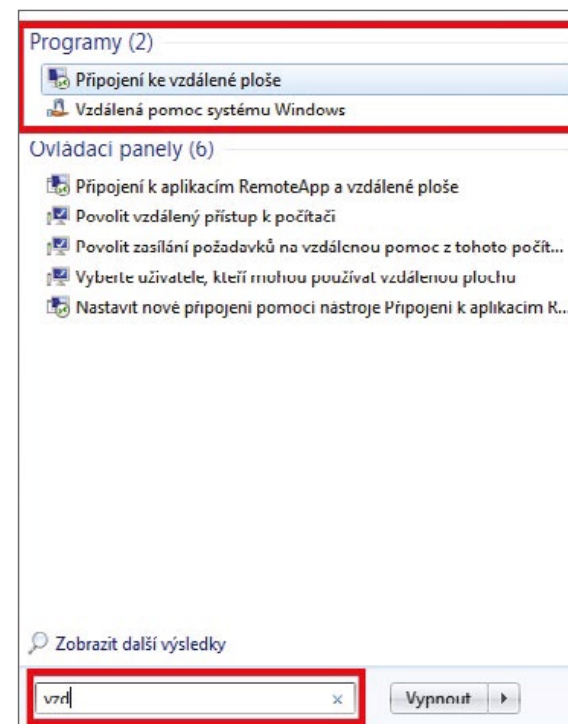 Programy (2)
Připojení ke vzdálené ploše
Vzdálená pomoc systému Windows
Ovládací panely (6)
Připojení k aplikacím RemoteApp a vzdálené ploše
Povolit vzdálený přístup k počítači
Povolit zasílání požadavků na vzdálenou pomoc z tohoto počít...
Vyberte uživatele, kteří mohou používat vzdálenou plochu
Nastavit nové připojení pomocí nástroje Připojení k aplikacím R...
Zobrazit další výsledky
vzd
Vypnout